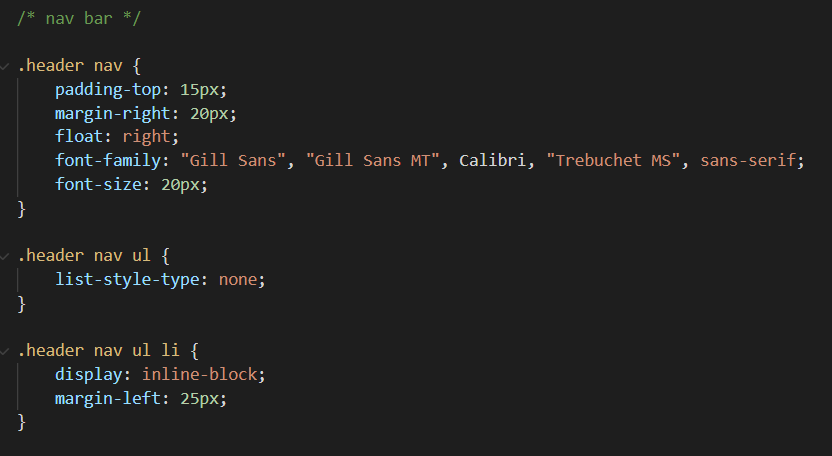 /* nav bar */
.header nav {
padding-top: 15px;
margin-right: 20px;
float: right;
font-family: "Gill Sans", "Gill Sans MT", Calibri, "Trebuchet MS", sans-serif;
font-size: 20px;
}
.header nav ul {
list-style-type: none;
}
.header nav ul li {
display: inline-block;
margin-left: 25px;
}